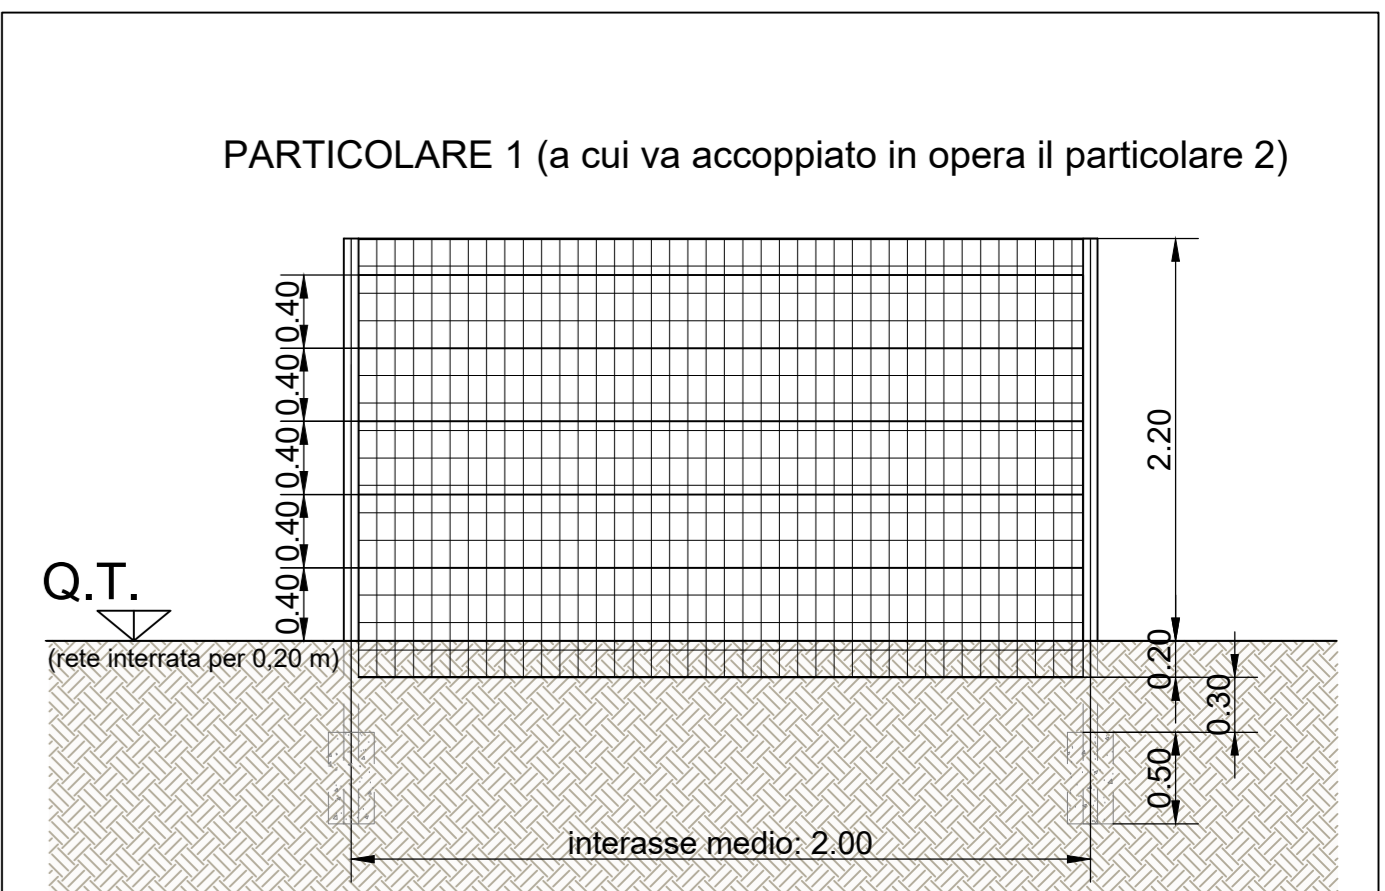 PARTICOLARE 1 (a cui va accoppiato in opera il particolare 2)
0.40
0.40
0.40
0.40
0.40
2.20
Q.T.
(rete interrata per 0,20 m)
0.20
0.30
0.50
interasse medio: 2.00